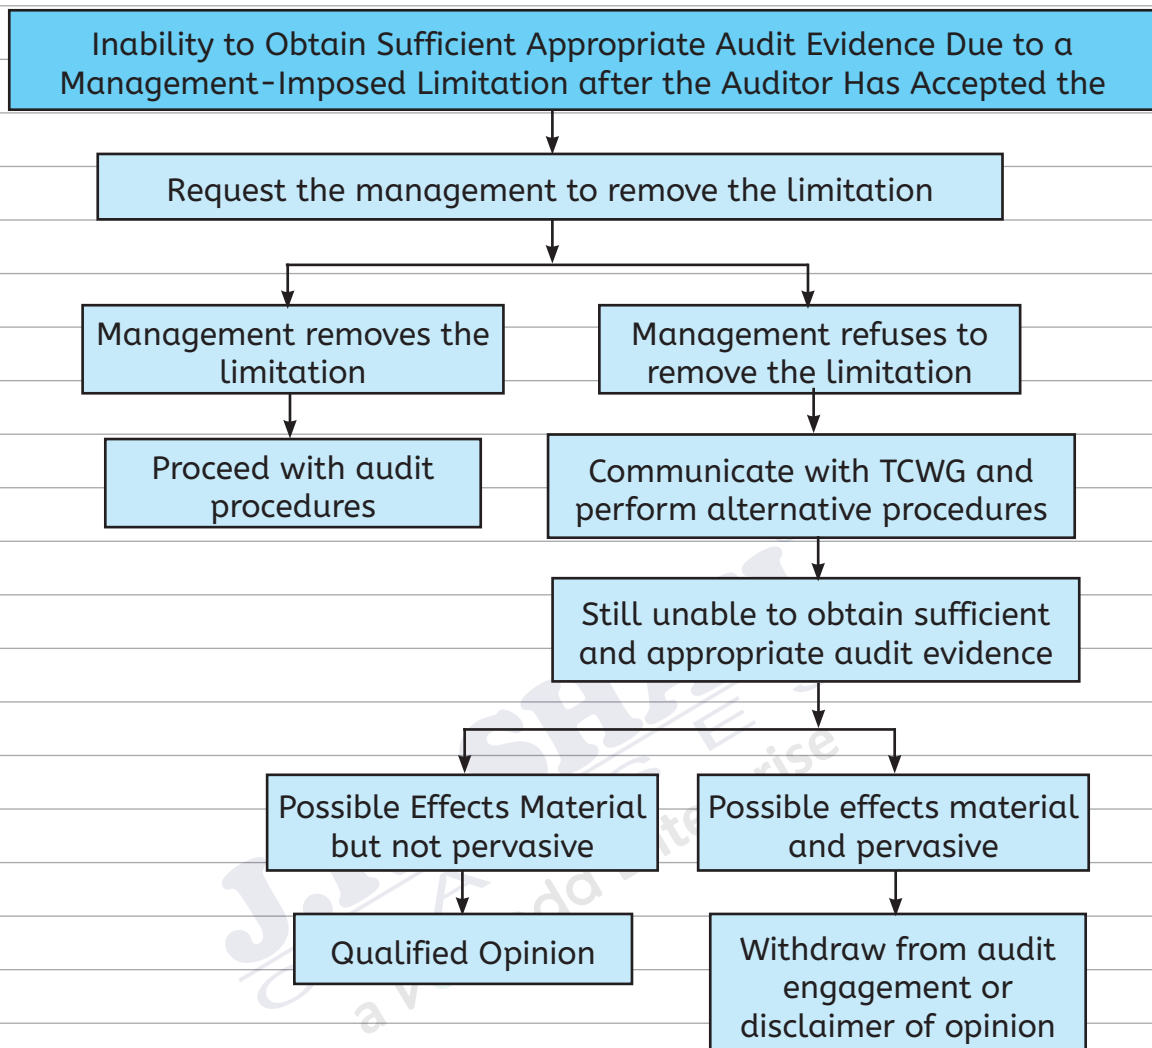 Inability to Obtain Sufficient Appropriate Audit Evidence Due to a
Management-Imposed Limitation after the Auditor Has Accepted the
Request the management to remove the limitation
Management removes the
limitation
Management refuses to
remove the limitation
Proceed with audit
procedures
Communicate with TCWG and
perform alternative procedures
Still unable to obtain sufficient
and appropriate audit evidence
Possible Effects Material
but not pervasive
Possible effects material
and pervasive
Qualified Opinion
Withdraw from audit
engagement or
disclaimer of opinion